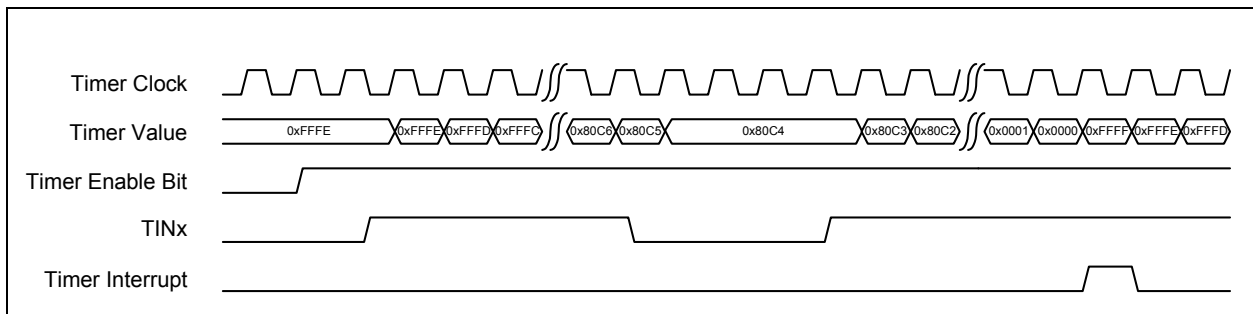 Timer Clock
Timer Value
0xFFFE 0xFFFE 0xFFFD 0xFFFC 0x80C6 0x80C5 0x80C4 0x80C3 0x80C2 0x0001 0x0000 0xFFFF 0xFFFE 0xFFFD
Timer Enable Bit
TINx
Timer Interrupt